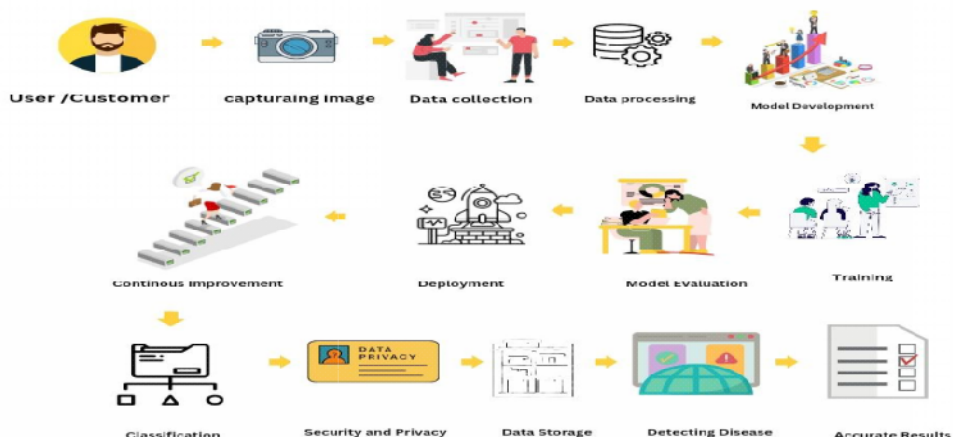 User /Customer
capturaing image
Data collection
Data processing
Model Development
Continous improvement
Deployment
Model Evaluation
Training
DATA
PRIVACY
Classification
Security and Privacy
Data Storage
Detecting Disease
Accurate Results